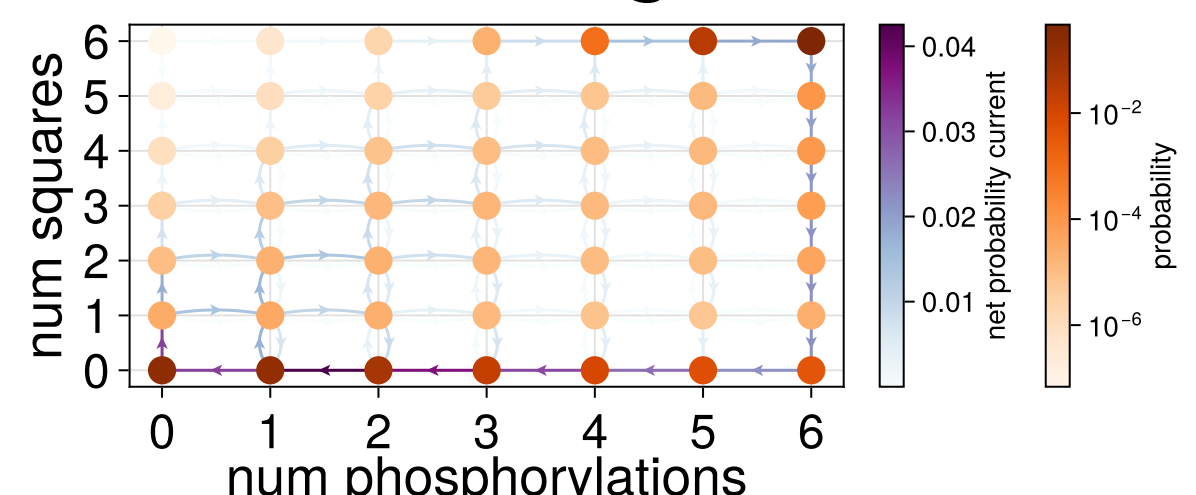 num squares
6
5
4
3
2
1
0
0 1 2 3 4 5 6
num phosphorylations
0.04
0.03
0.02
0.01
net probability current
10⁻²
10⁻⁴
10⁻⁶
probability